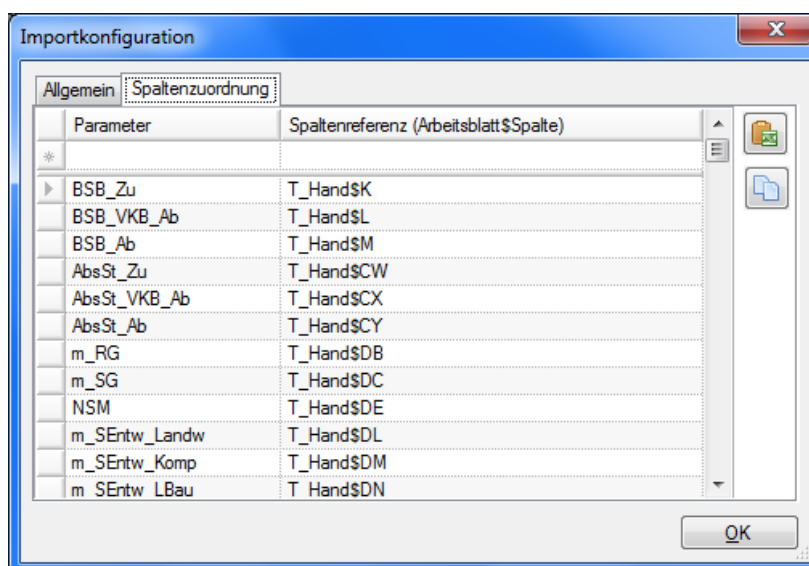 Importkonfiguration
Allgemein Spaltenzuordnung
Parameter Spaltenreferenz (Arbeitsblatt$Spalte)
BSB_Zu T_Hand$K
BSB_VKB_Ab T_Hand$L
BSB_Ab T_Hand$M
AbsSt_Zu T_Hand$CW
AbsSt_VKB_Ab T_Hand$CX
AbsSt_Ab T_Hand$CY
m_RG T_Hand$DB
m_SG T_Hand$DC
NSM T_Hand$DE
m_SEntw_Landw T_Hand$DL
m_SEntw_Komp T_Hand$DM
m_SEntw_LBau T_Hand$DN
OK